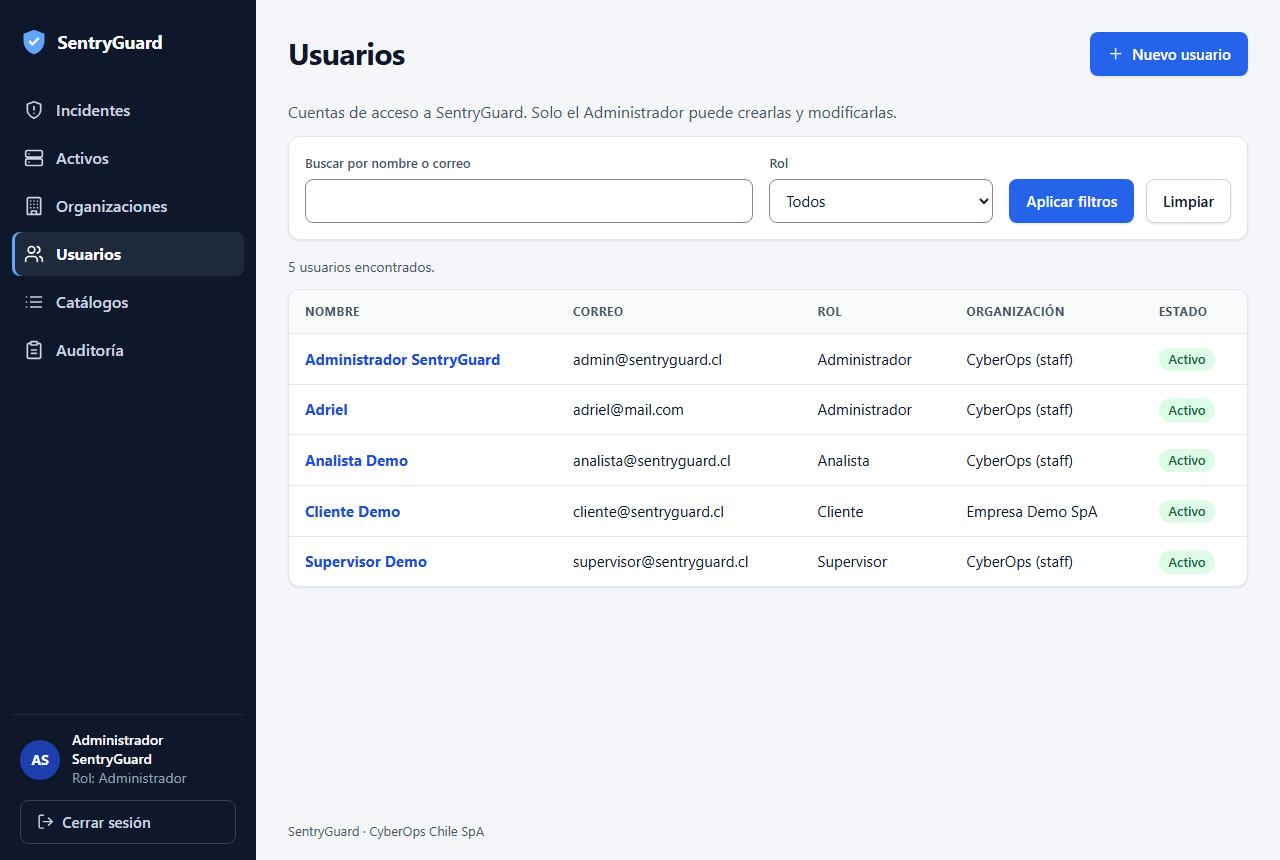 SentryGuard
Incidentes
Activos
Organizaciones
Usuarios
Catálogos
Auditoría
AS
Administrador
SentryGuard
Rol: Administrador
Cerrar sesión
Usuarios
Nuevo usuario
Cuentas de acceso a SentryGuard. Solo el Administrador puede crearlas y modificarlas.
Buscar por nombre o correo
Rol
Todos
Aplicar filtros
Limpiar
5 usuarios encontrados.
NOMBRE CORREO ROL ORGANIZACIÓN ESTADO
Administrador SentryGuard admin@sentryguard.cl Administrador CyberOps (staff) Activo
Adriel adriel@mail.com Administrador CyberOps (staff) Activo
Analista Demo analista@sentryguard.cl Analista CyberOps (staff) Activo
Cliente Demo cliente@sentryguard.cl Cliente Empresa Demo SpA Activo
Supervisor Demo supervisor@sentryguard.cl Supervisor CyberOps (staff) Activo
SentryGuard · CyberOps Chile SpA